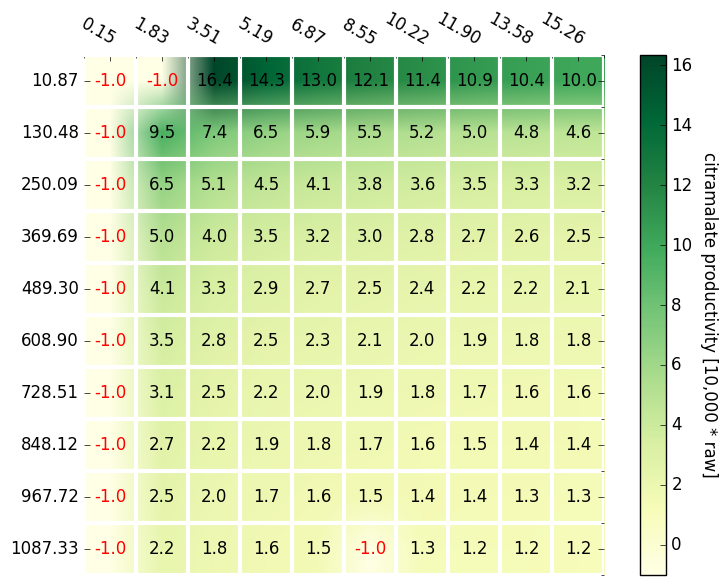 0.15 1.83 3.51 5.19 6.87 8.55 10.22 11.90 13.58 15.26
10.87 -1.0 -1.0 16.4 14.3 13.0 12.1 11.4 10.9 10.4 10.0
130.48 -1.0 9.5 7.4 6.5 5.9 5.5 5.2 5.0 4.8 4.6
250.09 -1.0 6.5 5.1 4.5 4.1 3.8 3.6 3.5 3.3 3.2
369.69 -1.0 5.0 4.0 3.5 3.2 3.0 2.8 2.7 2.6 2.5
489.30 -1.0 4.1 3.3 2.9 2.7 2.5 2.4 2.2 2.2 2.1
608.90 -1.0 3.5 2.8 2.5 2.3 2.1 2.0 1.9 1.8 1.8
728.51 -1.0 3.1 2.5 2.2 2.0 1.9 1.8 1.7 1.6 1.6
848.12 -1.0 2.7 2.2 1.9 1.8 1.7 1.6 1.5 1.4 1.4
967.72 -1.0 2.5 2.0 1.7 1.6 1.5 1.4 1.4 1.3 1.3
1087.33 -1.0 2.2 1.8 1.6 1.5 -1.0 1.3 1.2 1.2 1.2
16
14
12
10
8
6
4
2
0
citramalate productivity [10,000 * raw]